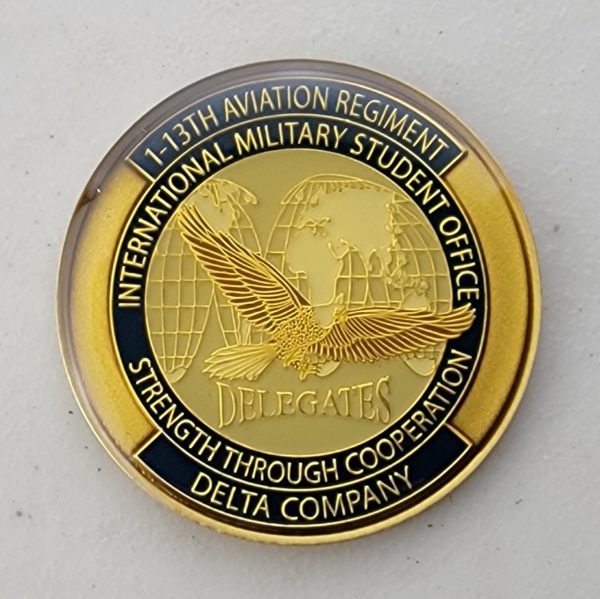 1-13TH AVIATION REGIMENT
INTERNATIONAL MILITARY STUDENT OFFICE
DELEGATES
STRENGTH THROUGH COOPERATION
DELTA COMPANY